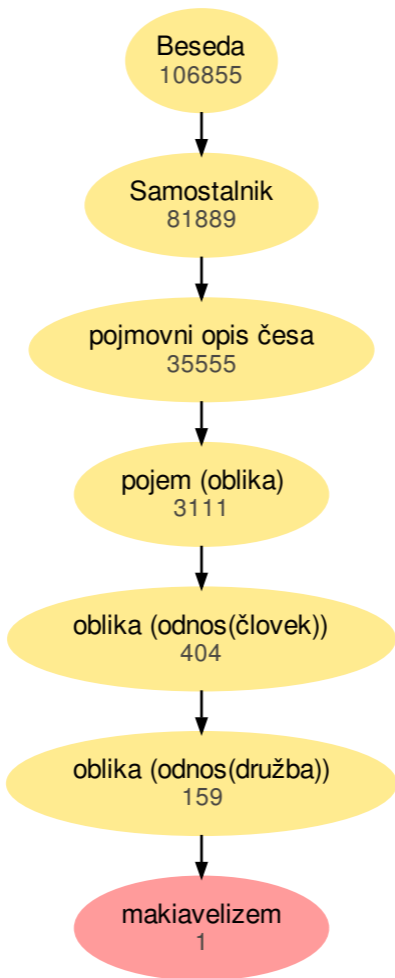 Beseda
106855
Samostalnik
81889
pojmovni opis česa
35555
pojem (oblika)
3111
oblika (odnos(človek))
404
oblika (odnos(družba))
159
makiavelizem
1